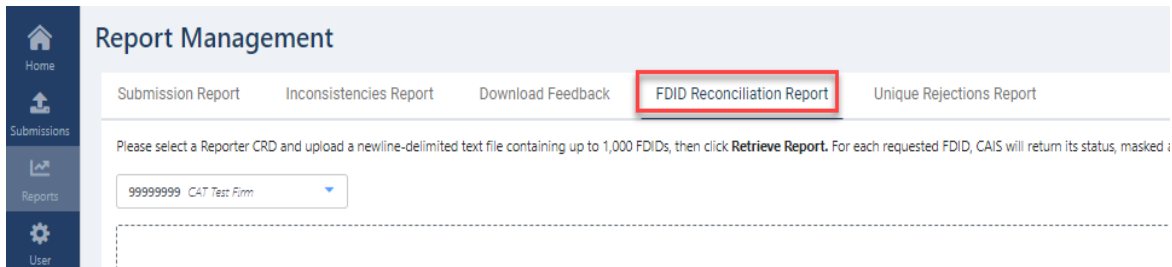 Report Management
Home
Submission Report Inconsistencies Report Download Feedback FDID Reconciliation Report Unique Rejections Report
Submissions
Please select a Reporter CRD and upload a newline-delimited text file containing up to 1,000 FDIDs, then click Retrieve Report. For each requested FDID, CAIS will return its status, masked
99999999 CAT Test Firm
Reports
User